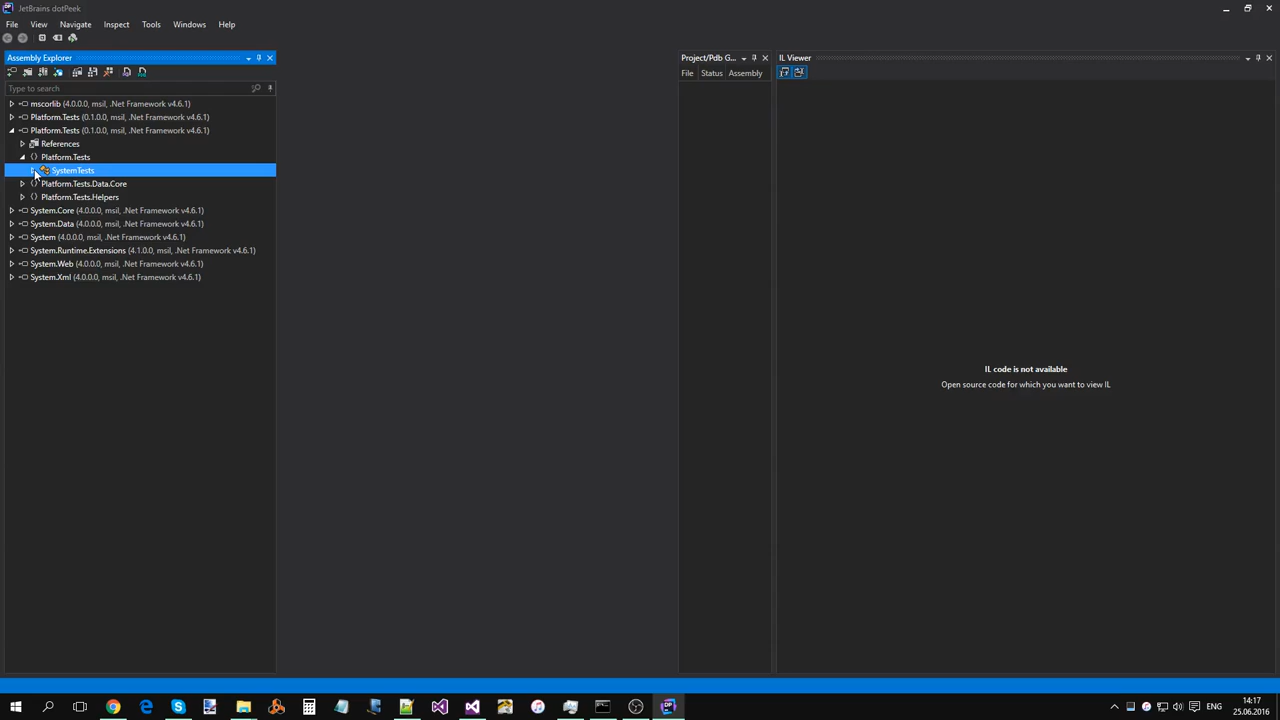 JetBrains dotPeek
File View Navigate Inspect Tools Windows Help
Assembly Explorer
Type to search
mscorlib (4.0.0.0, msil, .Net Framework v4.6.1)
Platform.Tests (0.1.0.0, msil, .Net Framework v4.6.1)
Platform.Tests (0.1.0.0, msil, .Net Framework v4.6.1)
References
Platform.Tests
SystemTests
Platform.Tests.Data.Core
Platform.Tests.Helpers
System.Core (4.0.0.0, msil, .Net Framework v4.6.1)
System.Data (4.0.0.0, msil, .Net Framework v4.6.1)
System (4.0.0.0, msil, .Net Framework v4.6.1)
System.Runtime.Extensions (4.1.0.0, msil, .Net Framework v4.6.1)
System.Web (4.0.0.0, msil, .Net Framework v4.6.1)
System.Xml (4.0.0.0, msil, .Net Framework v4.6.1)
Project/Pdb G...
File Status Assembly
IL Viewer
IL code is not available
Open source code for which you want to view IL
ENG
14:17
25.06.2016